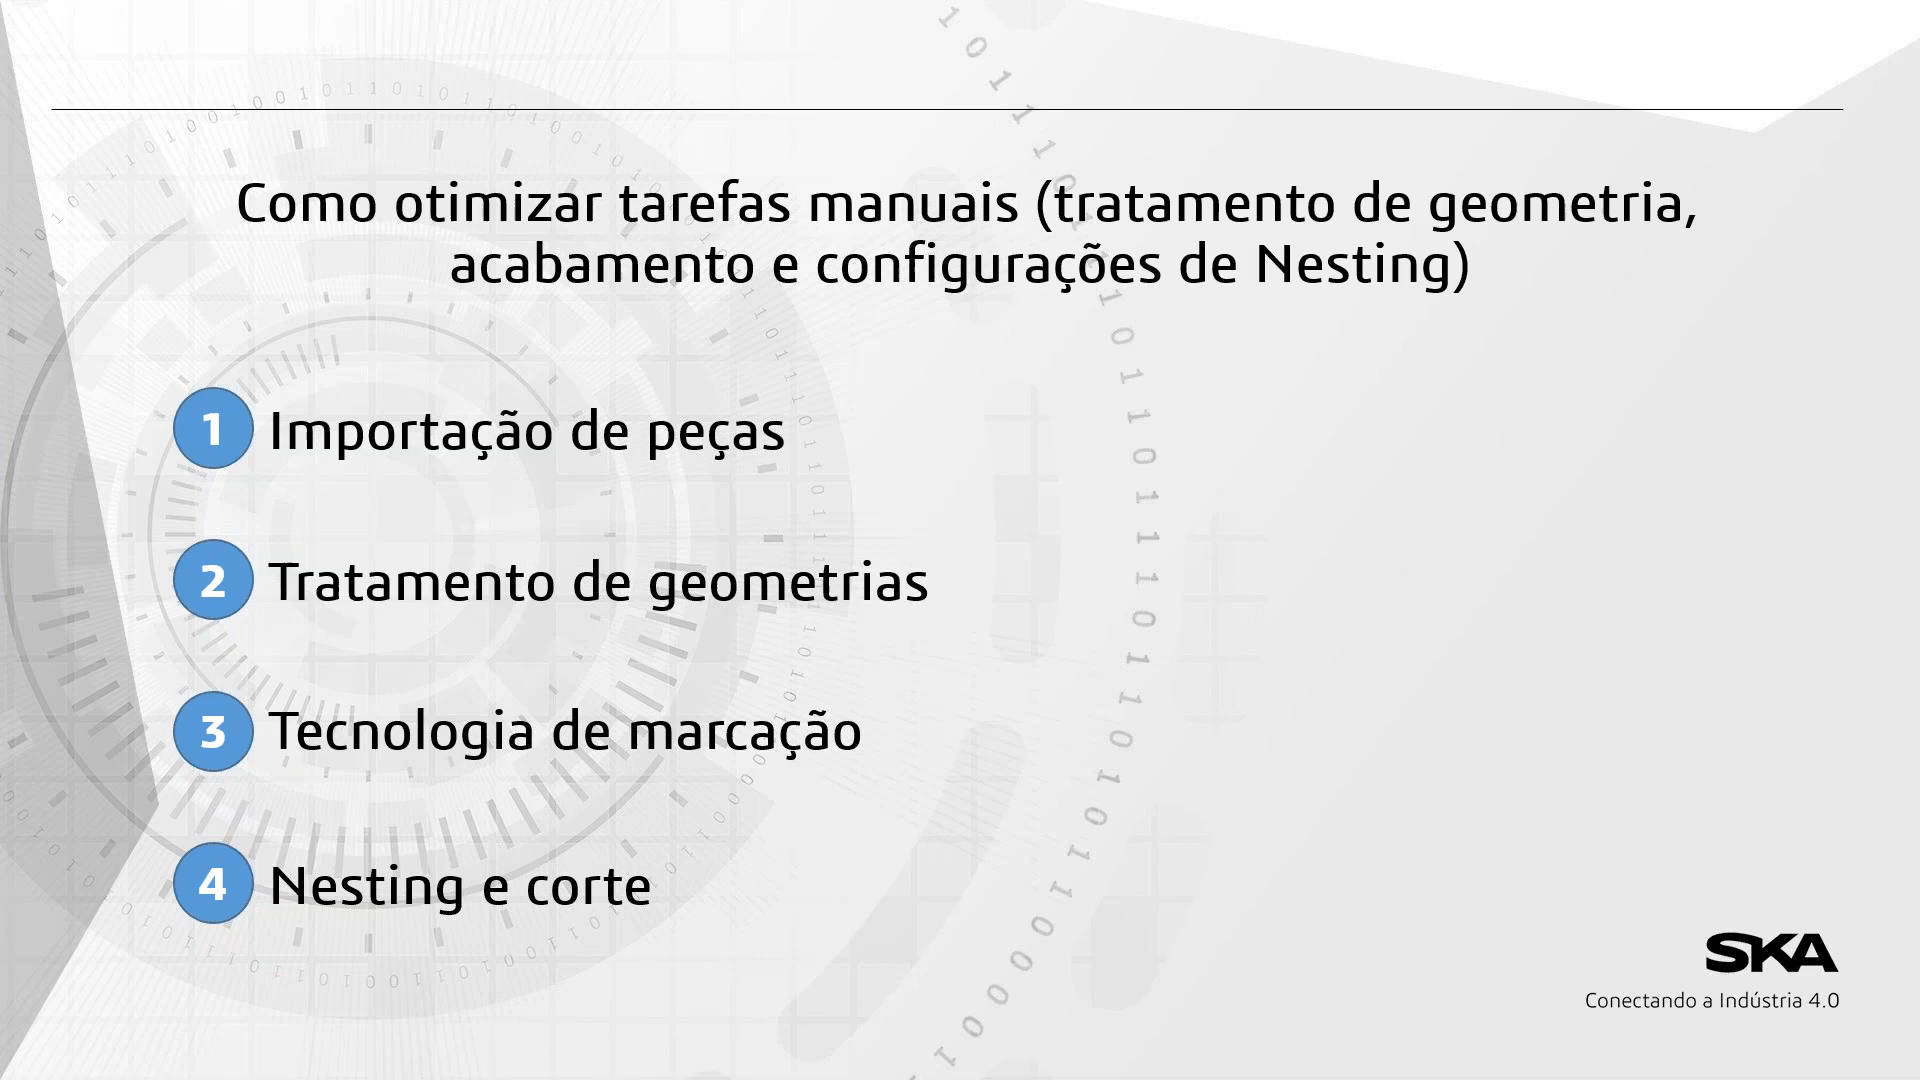 Como otimizar tarefas manuais (tratamento de geometria,
acabamento e configurações de Nesting)
1 Importação de peças
2 Tratamento de geometrias
3 Tecnologia de marcação
4 Nesting e corte
SKA
Conectando a Indústria 4.0